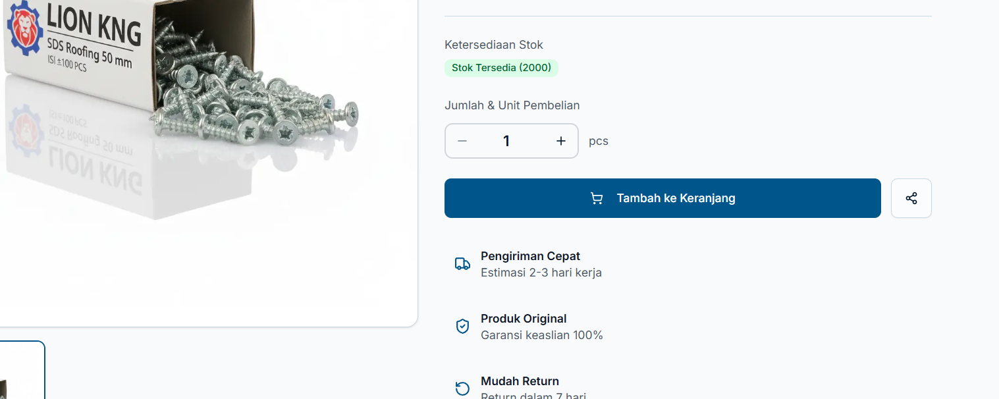 LION KNG
SDS Roofing 50 mm
ISI ±100 PCS
Ketersediaan Stok
Stok Tersedia (2000)
Jumlah & Unit Pembelian
1
pcs
Tambah ke Keranjang
Pengiriman Cepat
Estimasi 2-3 hari kerja
Produk Original
Garansi keaslian 100%
Mudah Return
Return dalam 7 hari